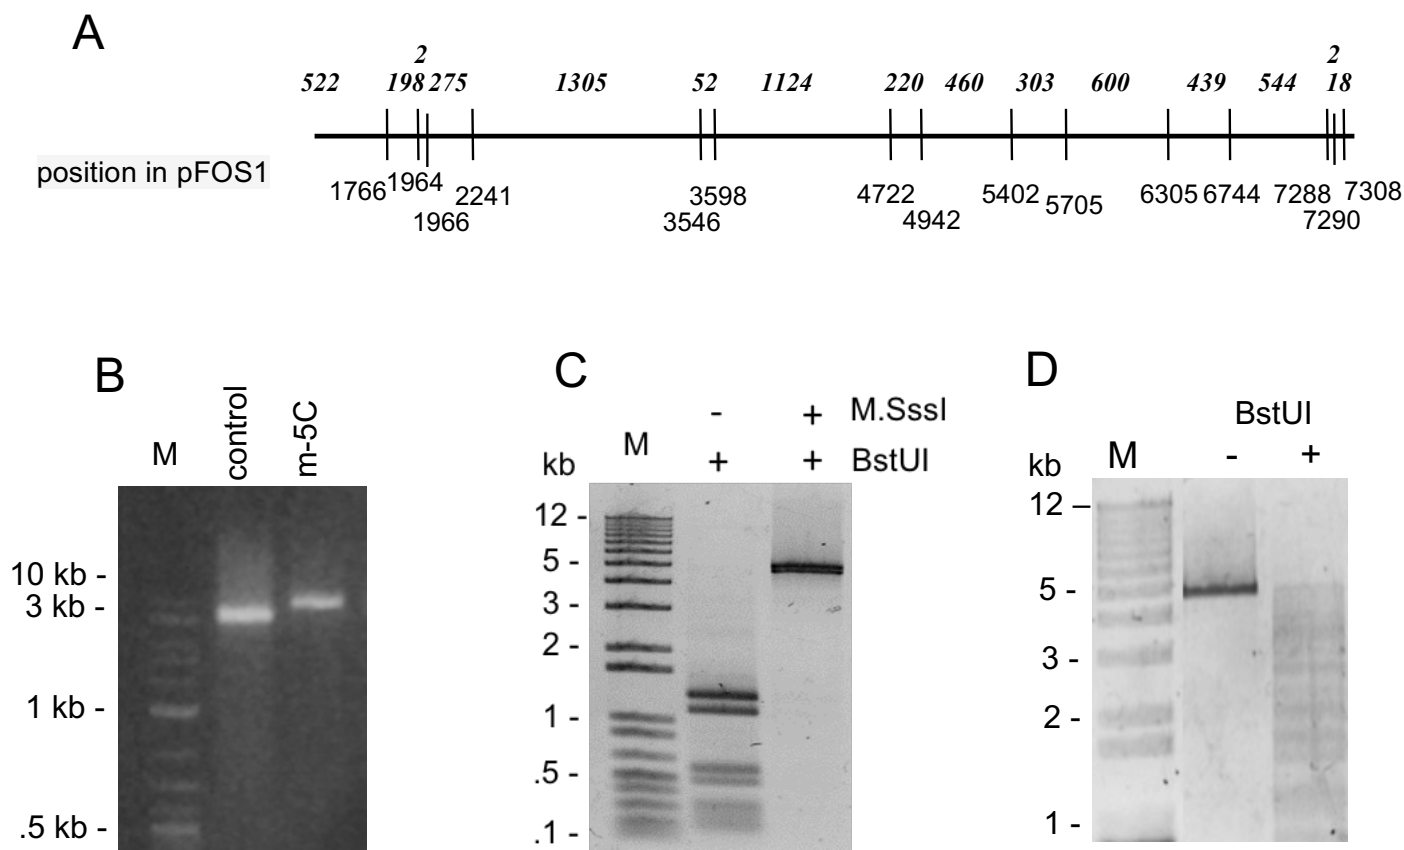 A
2 2
522 198 275 1305 52 1124 220 460 303 600 439 544 18
position in pFOS1
1766 1964 2241 3598 4722 5402 5705 6305 6744 7288 7308
1966 3546 4942 7290
B
M control m-5C
10 kb -
3 kb -
1 kb -
.5 kb -
C
- + M.SssI
kb M + + BstUI
12 -
5 -
3 -
2 -
1 -
.5 -
.1 -
D
BstUI
kb M - +
12 –
5 -
3 -
2 -
1 -